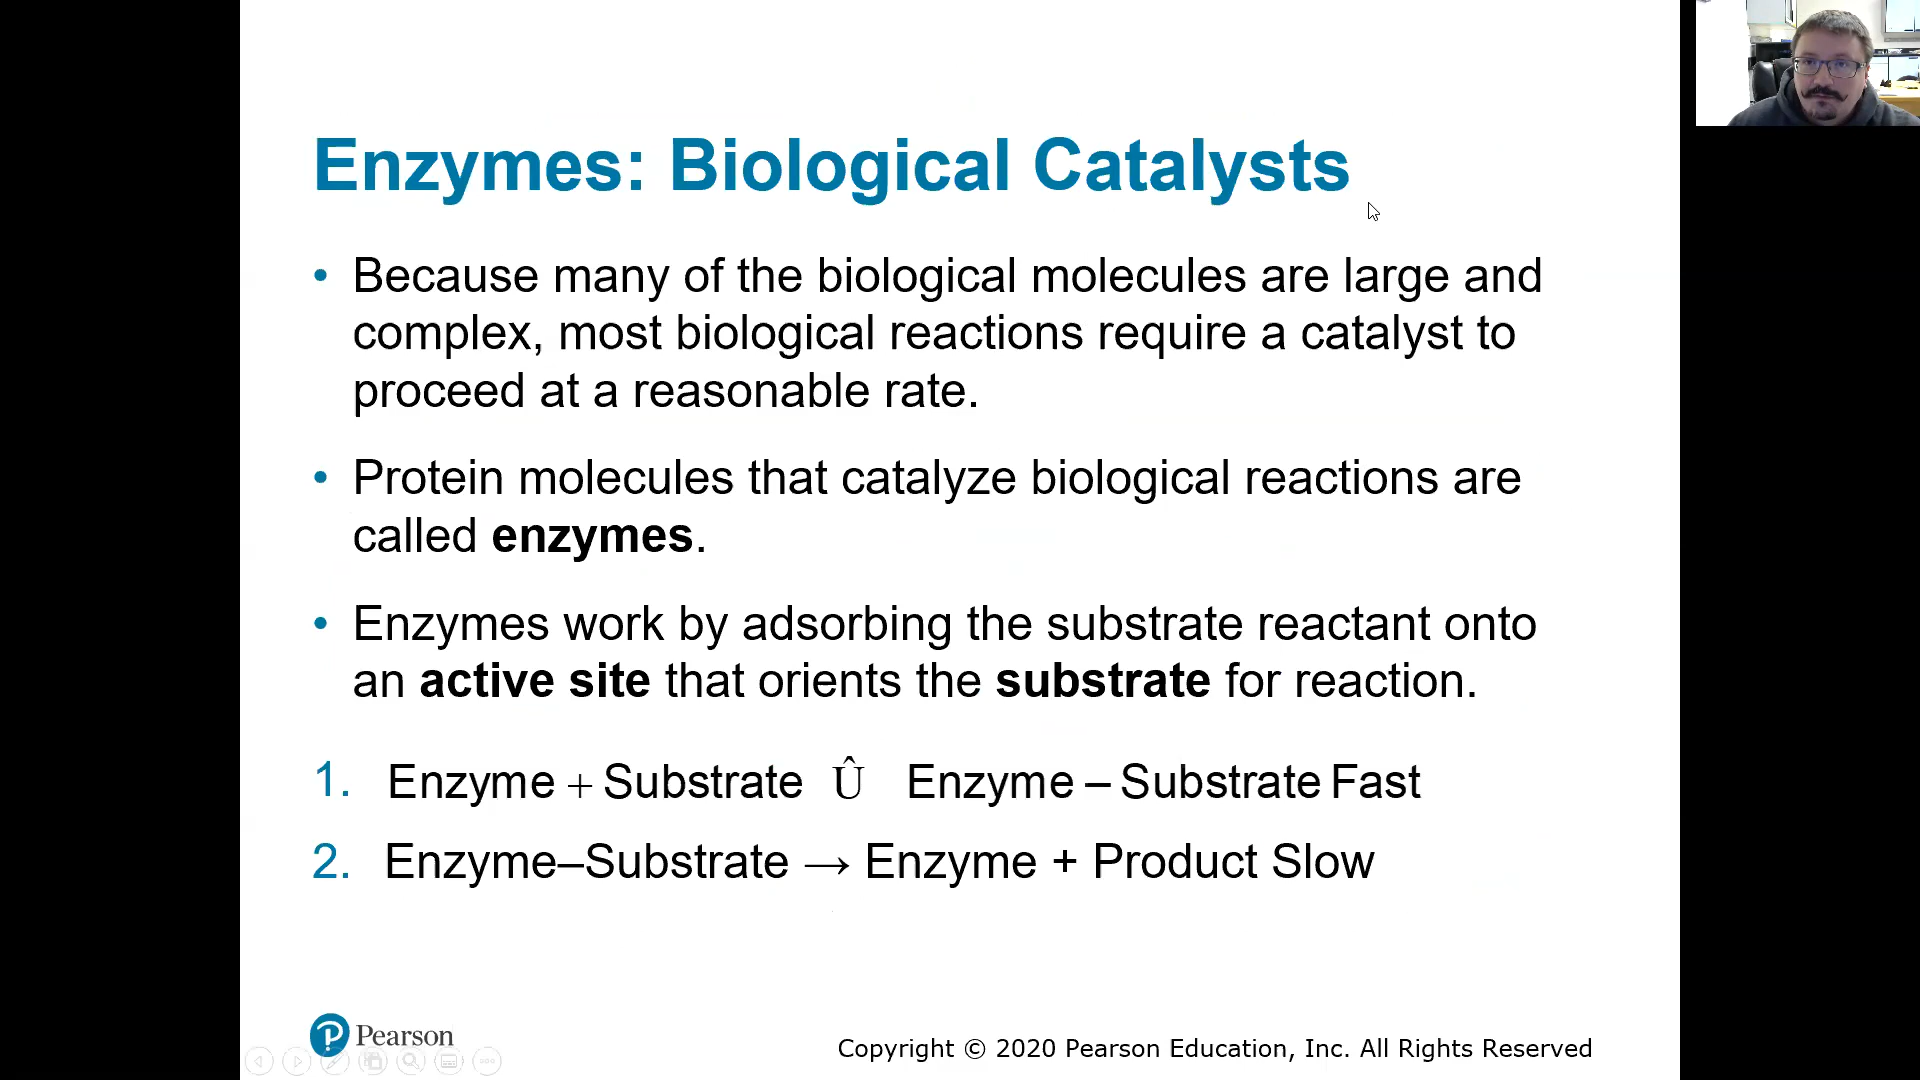 Enzymes: Biological Catalysts
• Because many of the biological molecules are large and
complex, most biological reactions require a catalyst to
proceed at a reasonable rate.
• Protein molecules that catalyze biological reactions are
called enzymes.
• Enzymes work by adsorbing the substrate reactant onto
an active site that orients the substrate for reaction.
1. Enzyme + Substrate Û Enzyme – Substrate Fast
2. Enzyme–Substrate → Enzyme + Product Slow
Pearson
Copyright © 2020 Pearson Education, Inc. All Rights Reserved